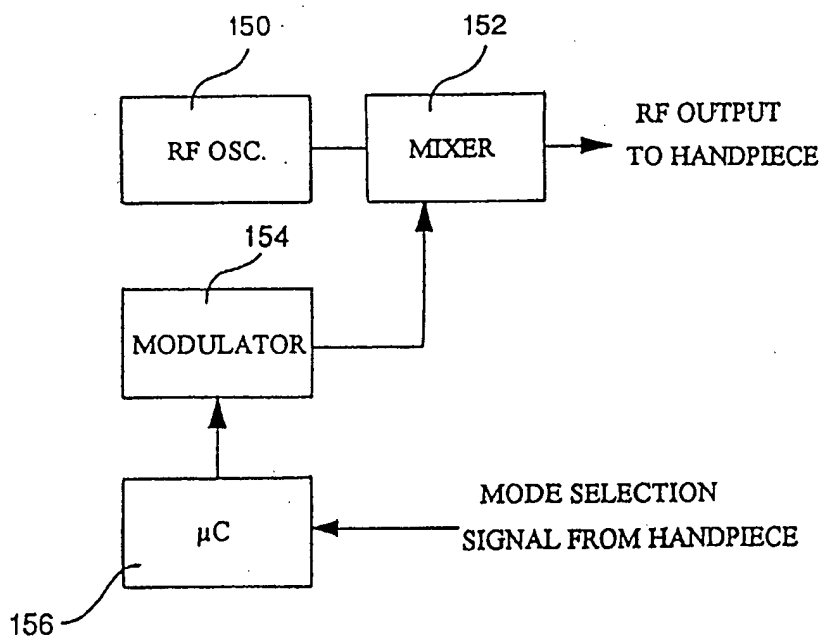 150
152
RF OSC.
MIXER
RF OUTPUT
TO HANDPIECE
154
MODULATOR
µC
MODE SELECTION
SIGNAL FROM HANDPIECE
156